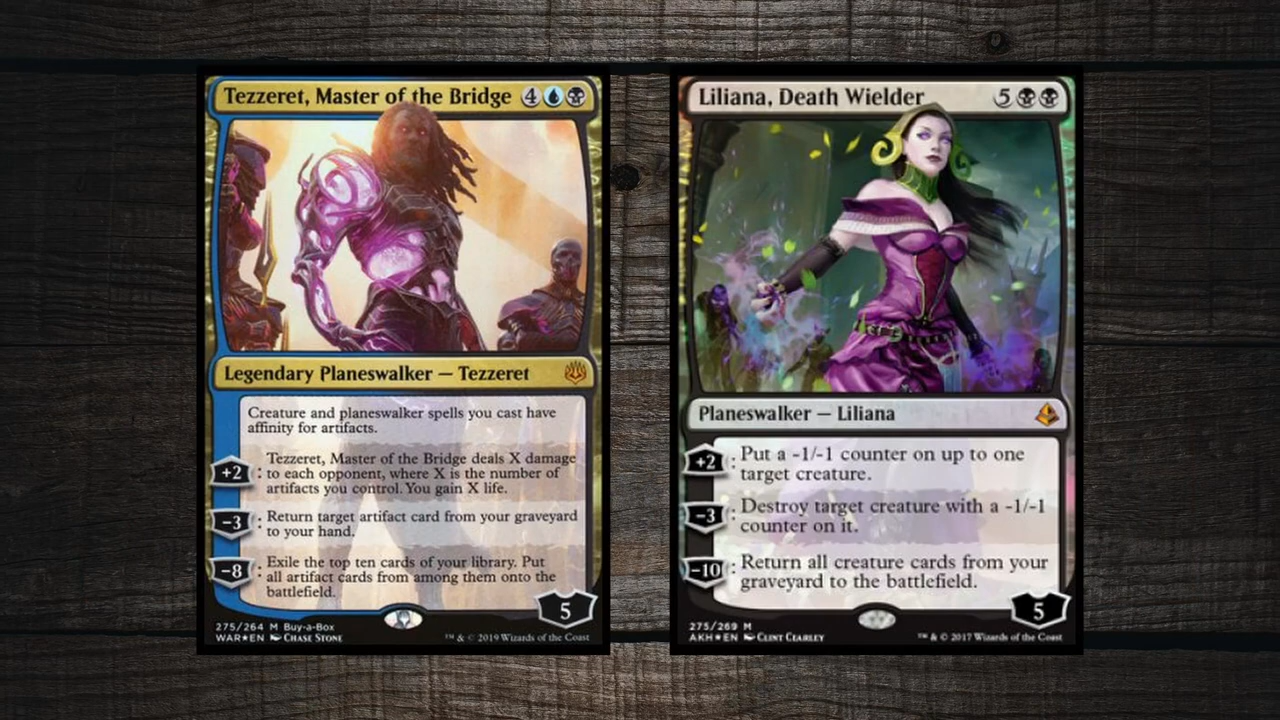 Tezzeret, Master of the Bridge 4
Legendary Planeswalker — Tezzeret
Creature and planeswalker spells you cast have
affinity for artifacts.
+2 : Tezzeret, Master of the Bridge deals X damage
to each opponent, where X is the number of
artifacts you control. You gain X life.
−3 : Return target artifact card from your graveyard
to your hand.
−8 : Exile the top ten cards of your library. Put
all artifact cards from among them onto the
battlefield.
5
275/264 M Buy-a-Box
WAR★EN CHASE STONE ™ & © 2019 Wizards of the Coast
Liliana, Death Wielder 5
Planeswalker — Liliana
+2 : Put a -1/-1 counter on up to one
target creature.
−3 : Destroy target creature with a -1/-1
counter on it.
−10 : Return all creature cards from your
graveyard to the battlefield.
5
275/269 M
AKH★EN CLINT CEARLEY ™ & © 2017 Wizards of the Coast